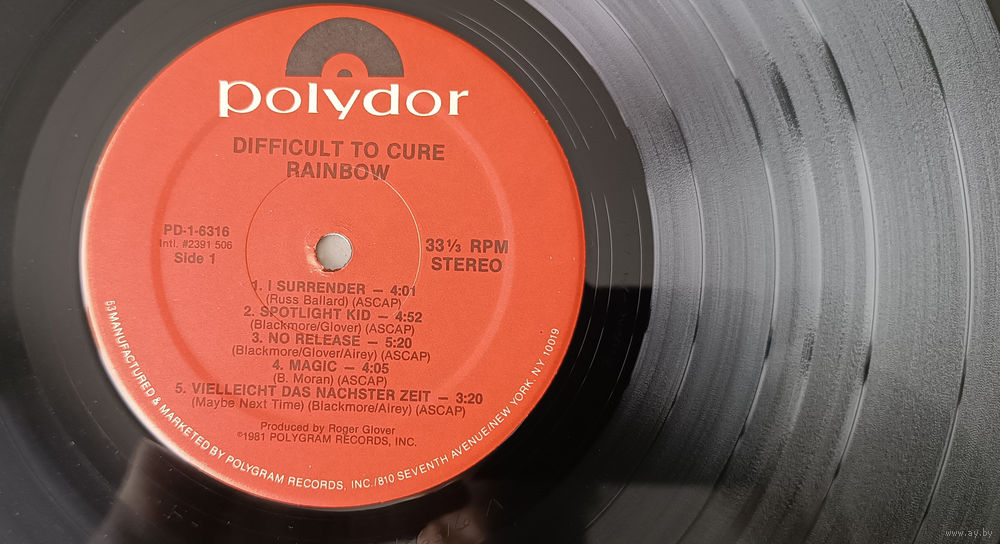 polydor
DIFFICULT TO CURE
RAINBOW
PD-1-6316
Intl. #2391 506
Side 1
33⅓ RPM
STEREO
1. I SURRENDER — 4:01
(Russ Ballard) (ASCAP)
2. SPOTLIGHT KID — 4:52
(Blackmore/Glover) (ASCAP)
3. NO RELEASE — 5:20
(Blackmore/Glover/Airey) (ASCAP)
4. MAGIC — 4:05
(B. Moran) (ASCAP)
5. VIELLEICHT DAS NACHSTER ZEIT — 3:20
(Maybe Next Time) (Blackmore/Airey) (ASCAP)
Produced by Roger Glover
©1981 POLYGRAM RECORDS, INC.
53 MANUFACTURED & MARKETED BY POLYGRAM RECORDS, INC./810 SEVENTH AVENUE/NEW YORK, N.Y. 10019
www.ay.by